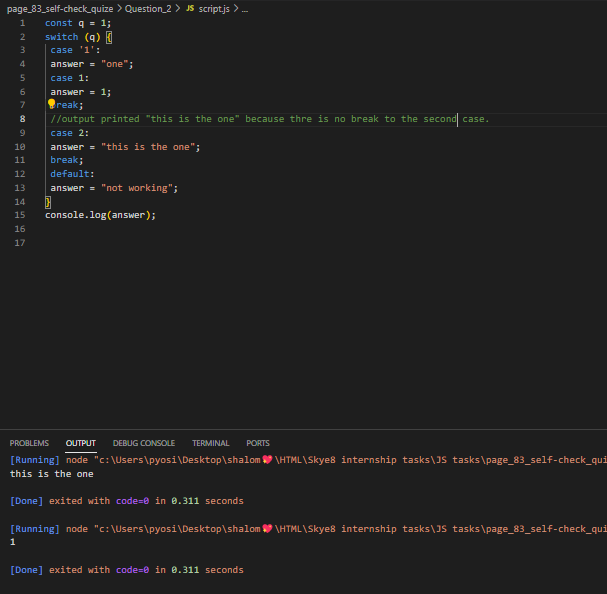 page_83_self-check_quize > Question_2 > JS script.js > ...
1 const q = 1;
2 switch (q) {
3 case '1':
4 answer = "one";
5 case 1:
6 answer = 1;
7 reak;
8 //output printed "this is the one" because thre is no break to the second case.
9 case 2:
10 answer = "this is the one";
11 break;
12 default:
13 answer = "not working";
14 }
15 console.log(answer);
16
17
PROBLEMS OUTPUT DEBUG CONSOLE TERMINAL PORTS
[Running] node "c:\Users\pyosi\Desktop\shalom💖\HTML\Skye8 internship tasks\JS tasks\page_83_self-check_qui
this is the one
[Done] exited with code=0 in 0.311 seconds
[Running] node "c:\Users\pyosi\Desktop\shalom💖\HTML\Skye8 internship tasks\JS tasks\page_83_self-check_qui
1
[Done] exited with code=0 in 0.311 seconds